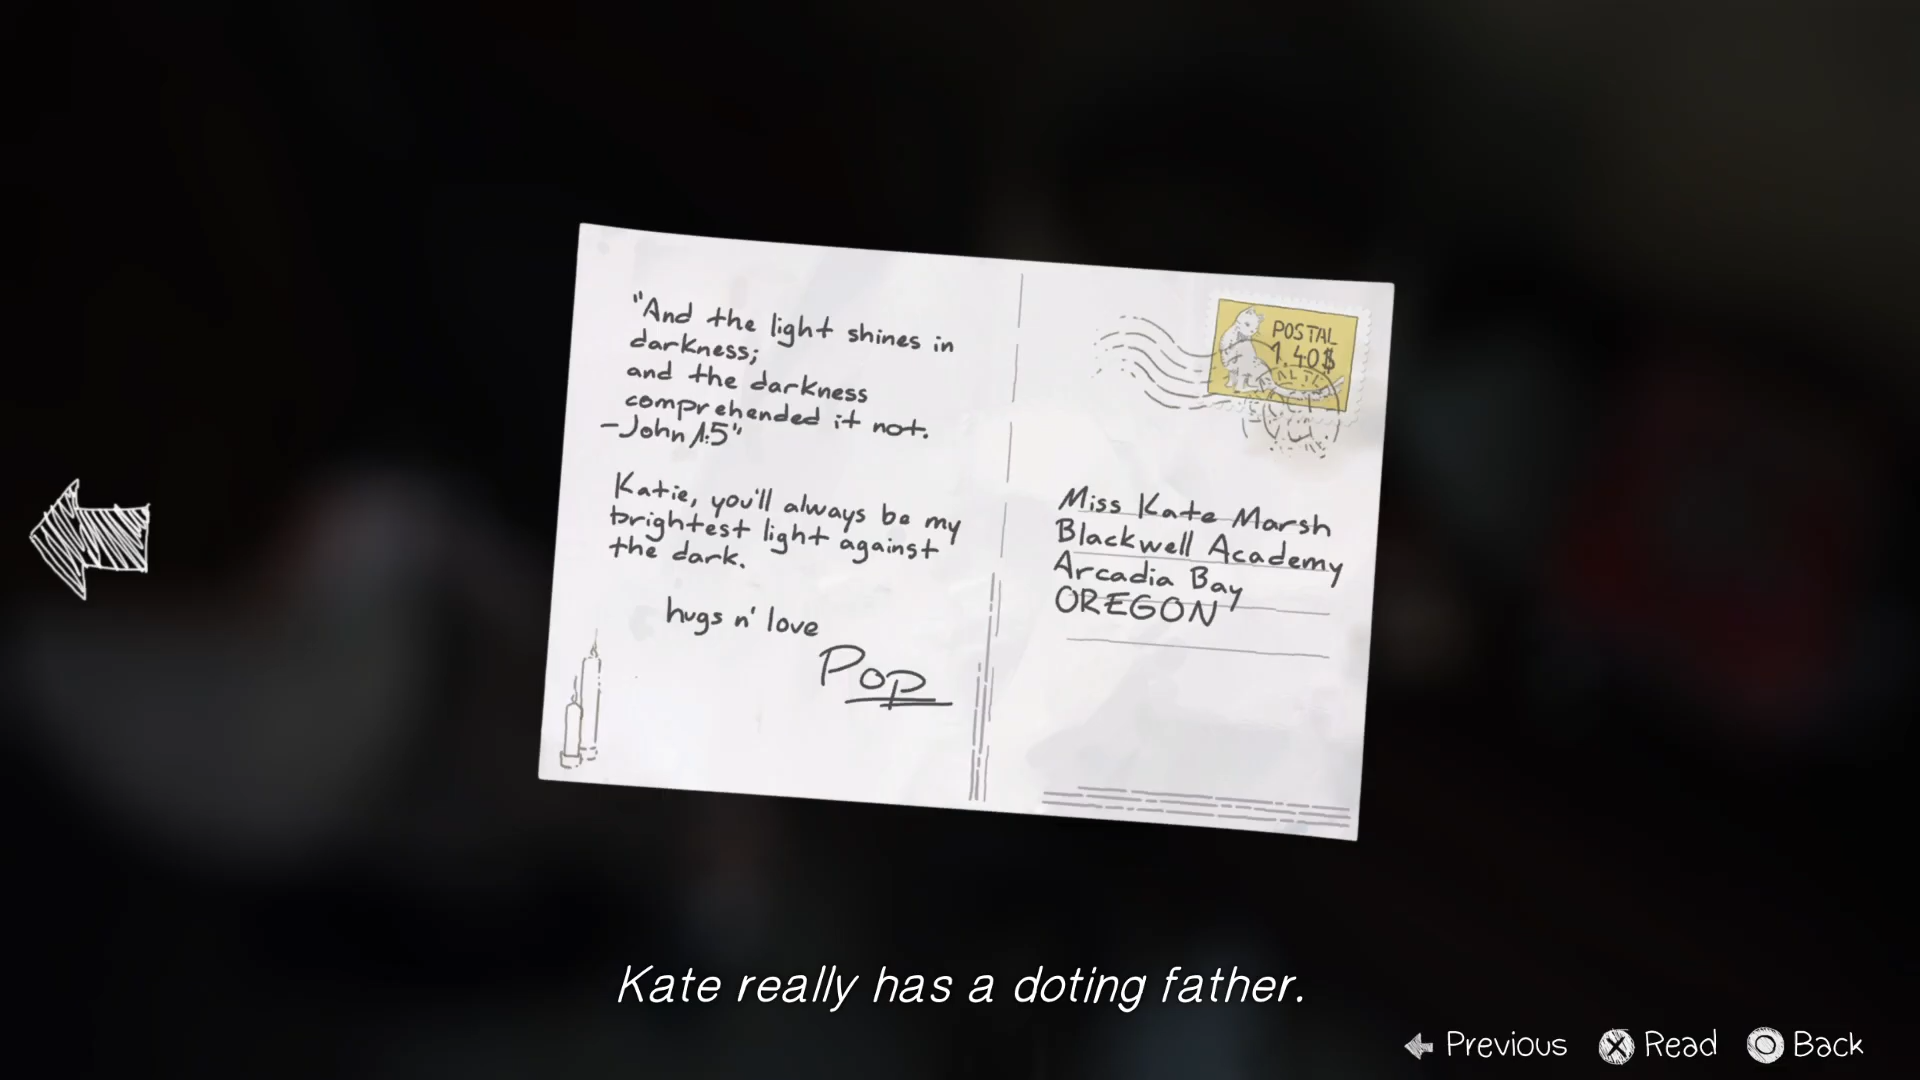 "And the light shines in
darkness;
and the darkness
comprehended it not.
-John 1:5"
Katie, you'll always be my
brightest light against
the dark.
hugs n' love
Pop
POSTAL
1.40$
Miss Kate Marsh
Blackwell Academy
Arcadia Bay
OREGON
Kate really has a doting father.
Previous
Read
Back